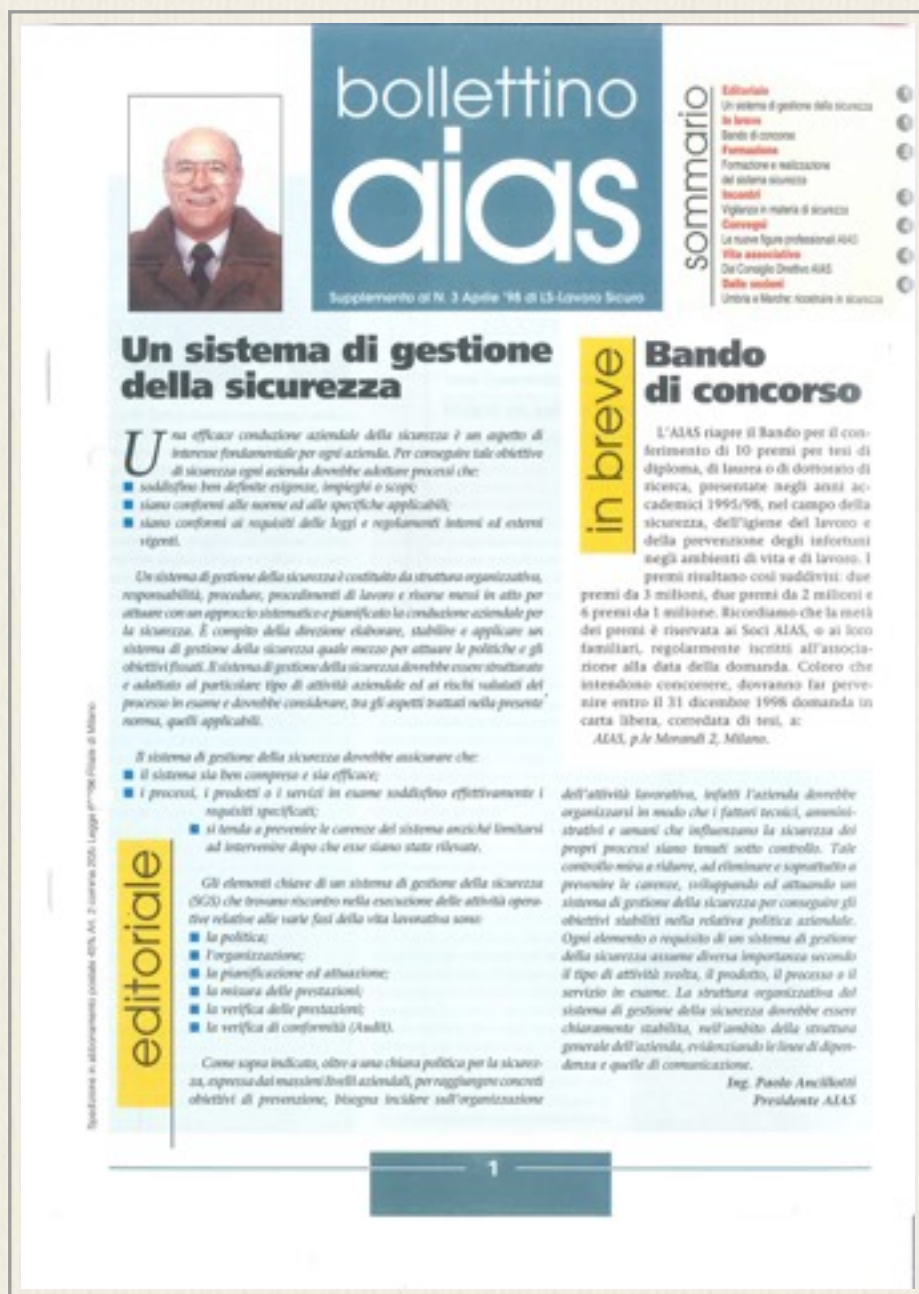 bollettino
aias
Supplemento al N. 3 Aprile '98 di LS-Lavoro Sicuro
sommario
Editoriale
Un sistema di gestione della sicurezza
In breve
Bando di concorso
Formazione
Formazione e realizzazione
del sistema sicurezza
Incontri
Vigilanza in materia di sicurezza
Convegni
Le nuove figure professionali AIAS
Vita associativa
Dal Consiglio Direttivo AIAS
Dalle sezioni
Umbria e Marche: ricostruire in sicurezza
Un sistema di gestione
della sicurezza
Una efficace conduzione aziendale della sicurezza è un aspetto di
interesse fondamentale per ogni azienda. Per conseguire tale obiettivo
di sicurezza ogni azienda dovrebbe adottare processi che:
soddisfino ben definite esigenze, impieghi o scopi;
siano conformi alle norme ed alle specifiche applicabili;
siano conformi ai requisiti delle leggi e regolamenti interni ed esterni
vigenti.
Un sistema di gestione della sicurezza è costituito da struttura organizzativa,
responsabilità, procedure, procedimenti di lavoro e risorse messi in atto per
attuare con un approccio sistematico e pianificato la conduzione aziendale per
la sicurezza. È compito della direzione elaborare, stabilire e applicare un
sistema di gestione della sicurezza quale mezzo per attuare le politiche e gli
obiettivi fissati. Il sistema di gestione della sicurezza dovrebbe essere strutturato
e adattato al particolare tipo di attività aziendale ed ai rischi valutati del
processo in esame e dovrebbe considerare, tra gli aspetti trattati nella presente
norma, quelli applicabili.
Il sistema di gestione della sicurezza dovrebbe assicurare che:
il sistema sia ben compreso e sia efficace;
i processi, i prodotti o i servizi in esame soddisfino effettivamente i
requisiti specificati;
si tenda a prevenire le carenze del sistema anziché limitarsi
ad intervenire dopo che esse siano state rilevate.
editoriale
Gli elementi chiave di un sistema di gestione della sicurezza
(SGS) che trovano riscontro nella esecuzione delle attività opera-
tive relative alle varie fasi della vita lavorativa sono:
la politica;
l'organizzazione;
la pianificazione ed attuazione;
la misura delle prestazioni;
la verifica delle prestazioni;
la verifica di conformità (Audit).
Come sopra indicato, oltre a una chiara politica per la sicurez-
za, espressa dai massimi livelli aziendali, per raggiungere concreti
obiettivi di prevenzione, bisogna incidere sull'organizzazione
dell'attività lavorativa, infatti l'azienda dovrebbe
organizzarsi in modo che i fattori tecnici, ammini-
strativi e umani che influenzano la sicurezza dei
propri processi siano tenuti sotto controllo. Tale
controllo mira a ridurre, ad eliminare e soprattutto a
prevenire le carenze, sviluppando ed attuando un
sistema di gestione della sicurezza per conseguire gli
obiettivi stabiliti nella relativa politica aziendale.
Ogni elemento o requisito di un sistema di gestione
della sicurezza assume diversa importanza secondo
il tipo di attività svolta, il prodotto, il processo o il
servizio in esame. La struttura organizzativa del
sistema di gestione della sicurezza dovrebbe essere
chiaramente stabilita, nell'ambito della struttura
generale dell'azienda, evidenziando le linee di dipen-
denza e quelle di comunicazione.
Ing. Paolo Ancillotti
Presidente AIAS
in breve
Bando
di concorso
L'AIAS riapre il Bando per il con-
ferimento di 10 premi per tesi di
diploma, di laurea o di dottorato di
ricerca, presentate negli anni ac-
cademici 1995/98, nel campo della
sicurezza, dell'igiene del lavoro e
della prevenzione degli infortuni
negli ambienti di vita e di lavoro. I
premi risultano così suddivisi: due
premi da 3 milioni, due premi da 2 milioni e
6 premi da 1 milione. Ricordiamo che la metà
dei premi è riservata ai Soci AIAS, o ai loro
familiari, regolarmente iscritti all'associa-
zione alla data della domanda. Coloro che
intendono concorrere, dovranno far perve-
nire entro il 31 dicembre 1998 domanda in
carta libera, corredata di tesi, a:
AIAS, p.le Morandi 2, Milano.
Spedizione in abbonamento postale 45% Art. 2 comma 20/b Legge Filiale di Milano
1